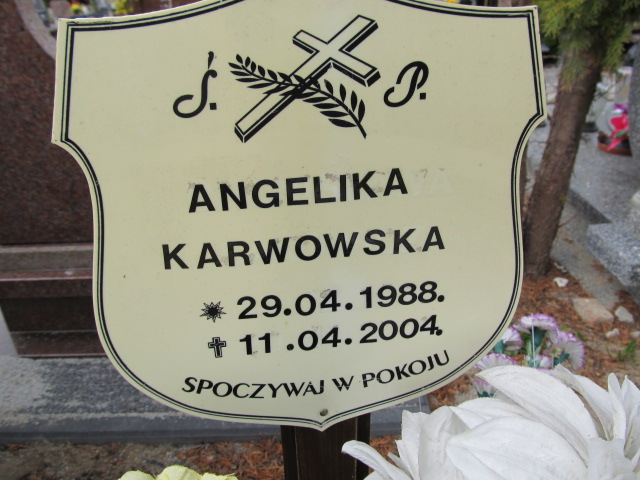 Ś. P.
ANGELIKA
KARWOWSKA
29.04.1988.
11.04.2004.
SPOCZYWAJ W POKOJU